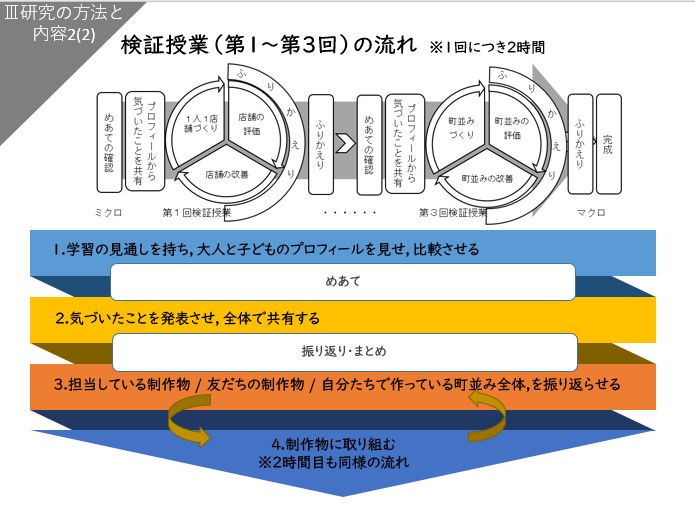 Ⅲ研究の方法と
内容2(2)
検証授業(第1~第3回)の流れ ※1回につき2時間
めあての確認
プロフィールから
気づいたことを共有
1人1店
舗づくり
店舗の
評価
店舗の改善
ふりかえり
ふりかえり
めあての確認
プロフィールから
気づいたことを共有
町並み
づくり
町並みの
評価
町並みの改善
ふりかえり
ふりかえり
完成
ミクロ
第1回検証授業
・・・・・・
第3回検証授業
マクロ
1.学習の見通しを持ち,大人と子どものプロフィールを見せ,比較させる
めあて
2.気づいたことを発表させ,全体で共有する
振り返り・まとめ
3.担当している制作物 / 友だちの制作物 / 自分たちで作っている町並み全体,を振り返らせる
4.制作物に取り組む
※2時間目も同様の流れ